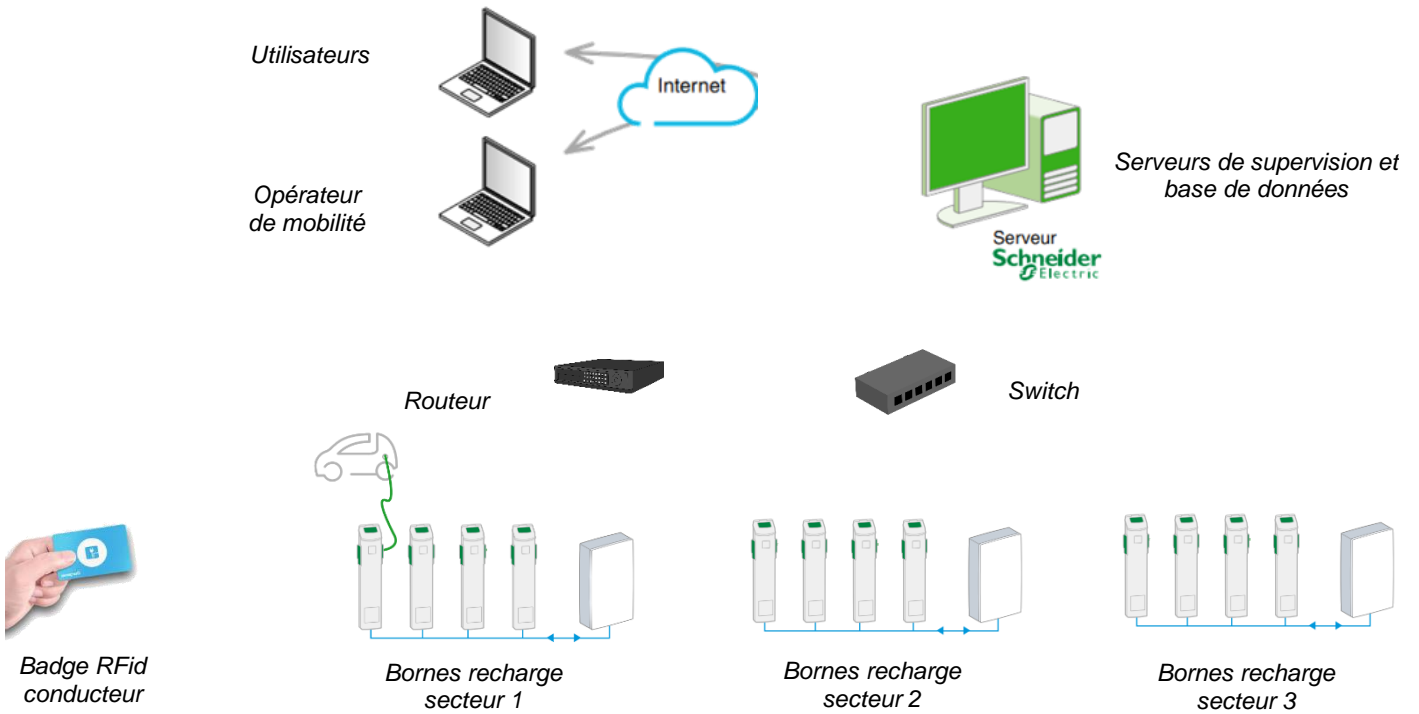 Utilisateurs
Internet
Opérateur
de mobilité
Serveurs de supervision et
base de données
Serveur
Schneider
Electric
Routeur
Switch
Badge RFid
conducteur
Bornes recharge
secteur 1
Bornes recharge
secteur 2
Bornes recharge
secteur 3